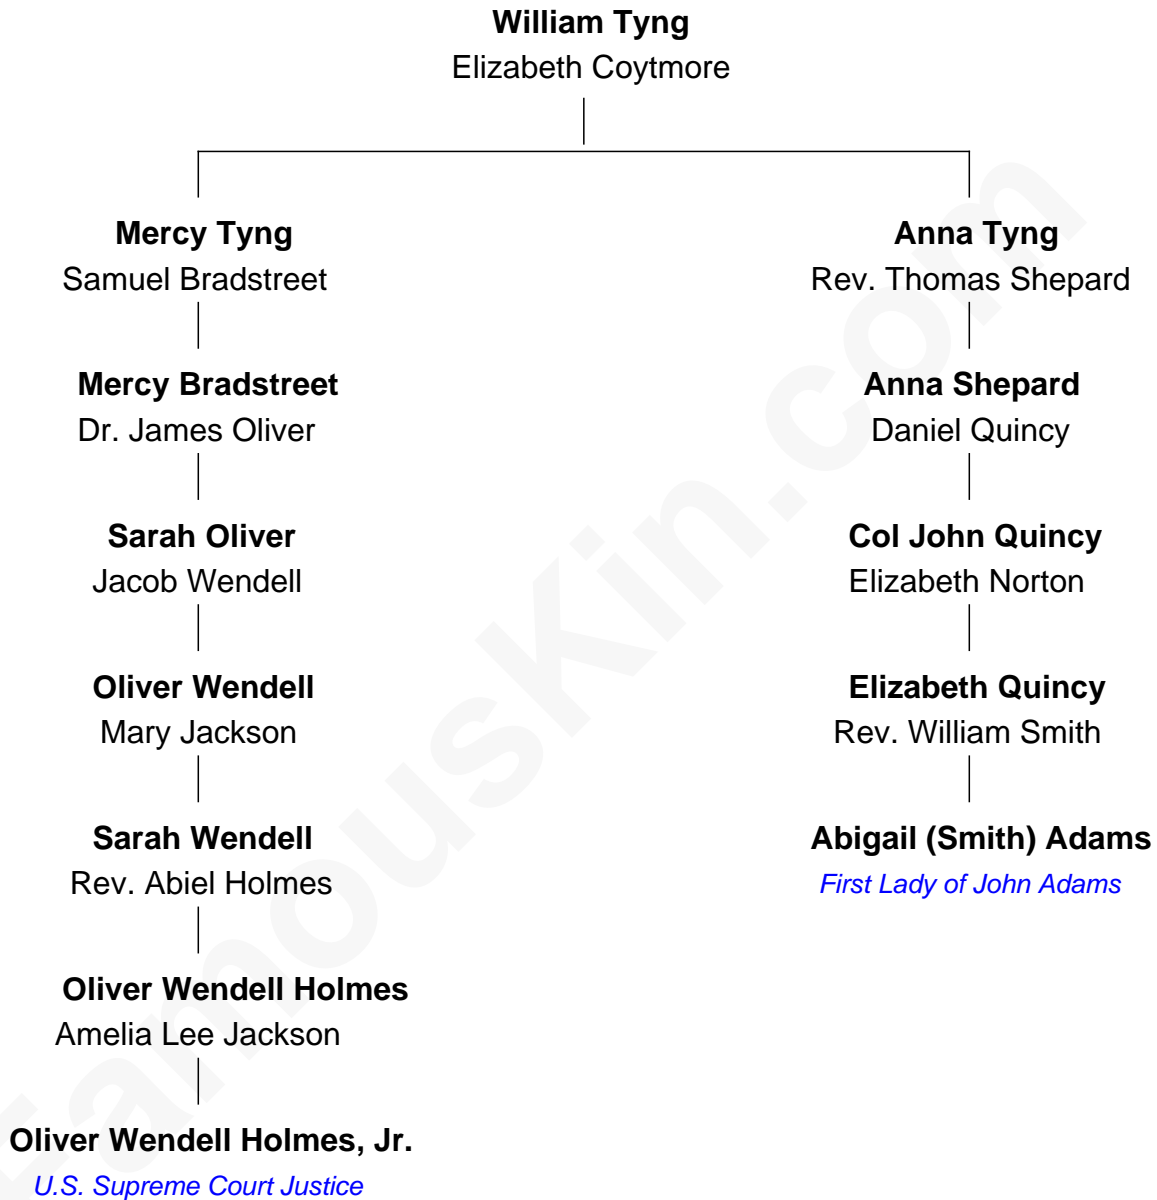 William Tyng
Elizabeth Coytmore
Mercy Tyng
Samuel Bradstreet
Mercy Bradstreet
Dr. James Oliver
Sarah Oliver
Jacob Wendell
Oliver Wendell
Mary Jackson
Sarah Wendell
Rev. Abiel Holmes
Oliver Wendell Holmes
Amelia Lee Jackson
Oliver Wendell Holmes, Jr.
U.S. Supreme Court Justice
Anna Tyng
Rev. Thomas Shepard
Anna Shepard
Daniel Quincy
Col John Quincy
Elizabeth Norton
Elizabeth Quincy
Rev. William Smith
Abigail (Smith) Adams
First Lady of John Adams
FamousKin.com